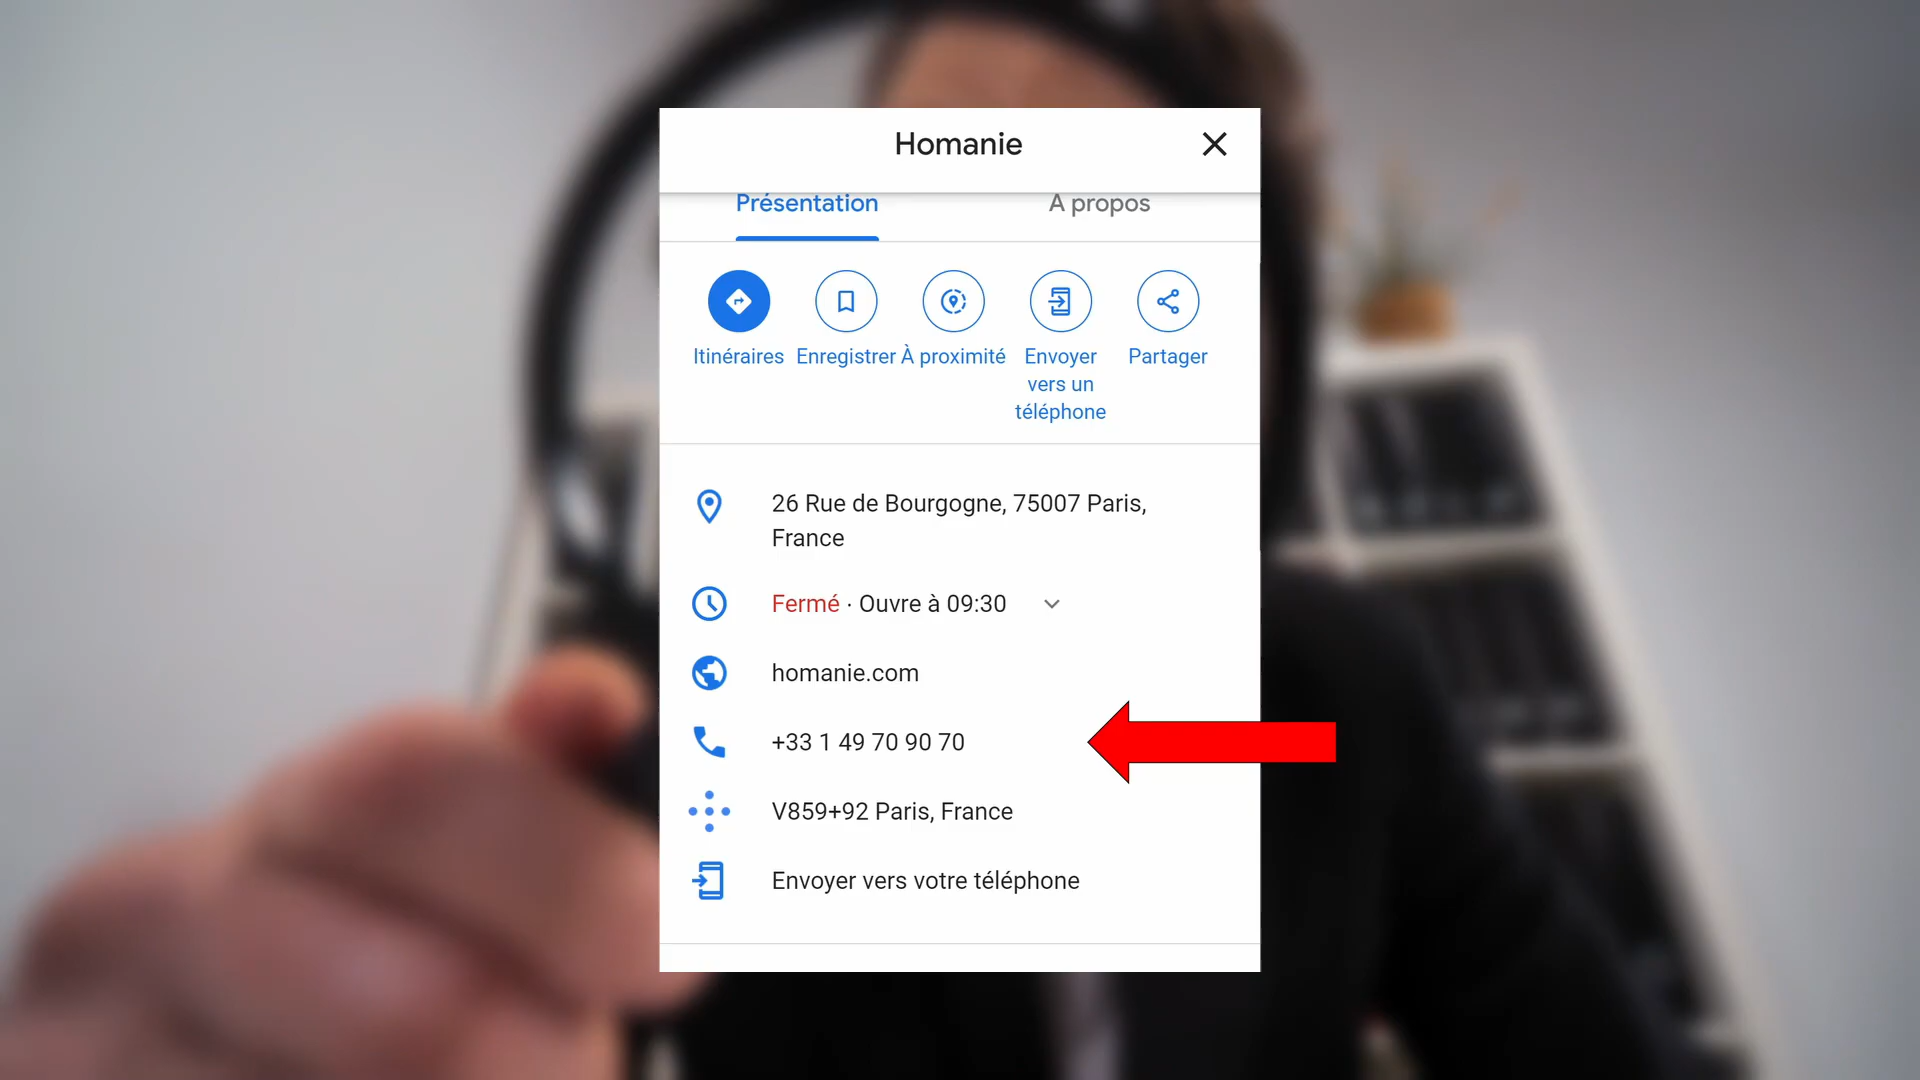 Homanie
Présentation
A propos
Itinéraires
Enregistrer
À proximité
Envoyer
vers un
téléphone
Partager
26 Rue de Bourgogne, 75007 Paris,
France
Fermé · Ouvre à 09:30
homanie.com
+33 1 49 70 90 70
V859+92 Paris, France
Envoyer vers votre téléphone